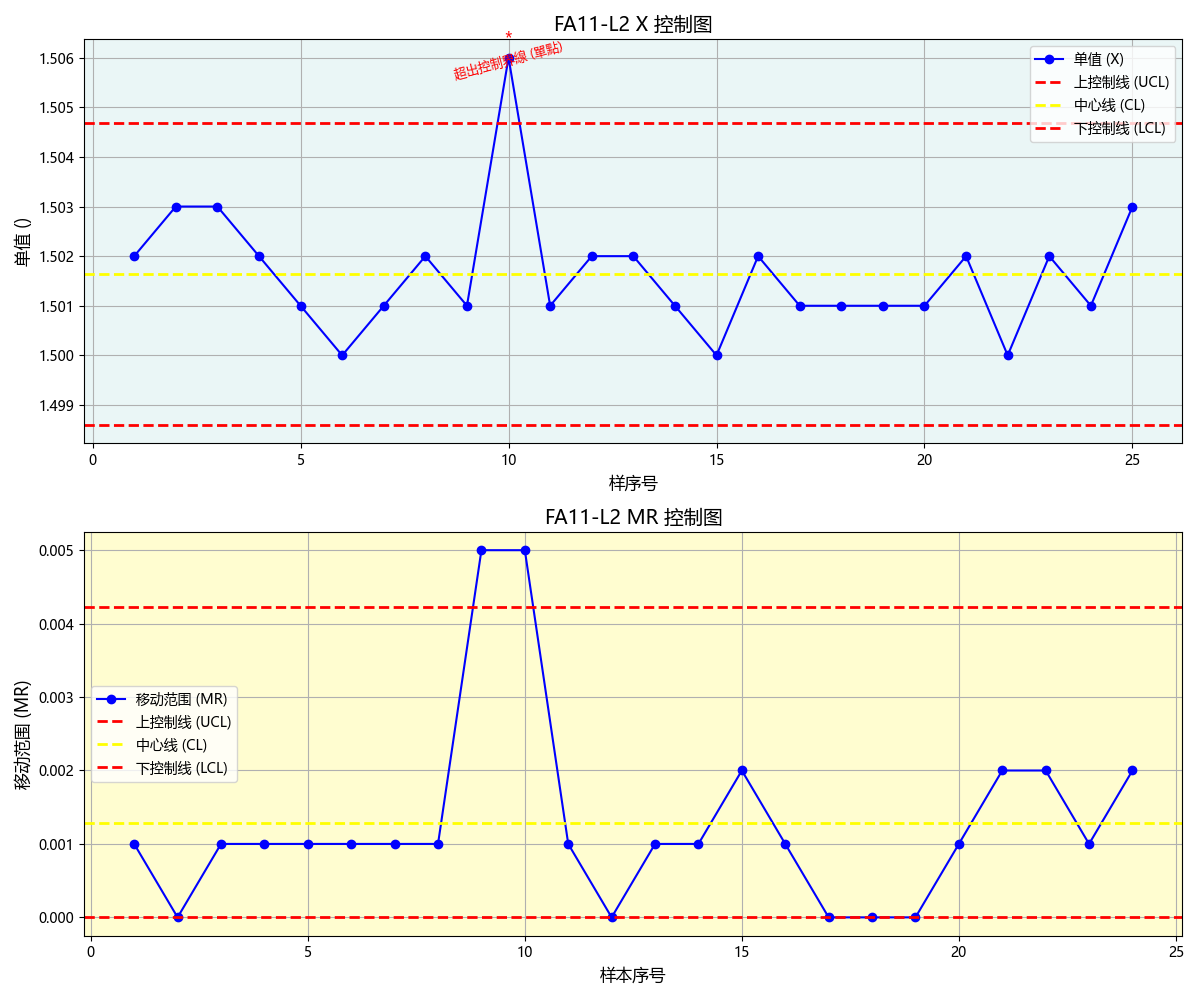 FA11-L2 X 控制图
*
超出控制界線 (單點)
单值 (X)
上控制线 (UCL)
中心线 (CL)
下控制线 (LCL)
单值 ()
1.506
1.505
1.504
1.503
1.502
1.501
1.500
1.499
0 5 10 15 20 25
样序号
FA11-L2 MR 控制图
移动范围 (MR)
0.005
0.004
0.003
0.002
0.001
0.000
移动范围 (MR)
上控制线 (UCL)
中心线 (CL)
下控制线 (LCL)
0 5 10 15 20 25
样本序号